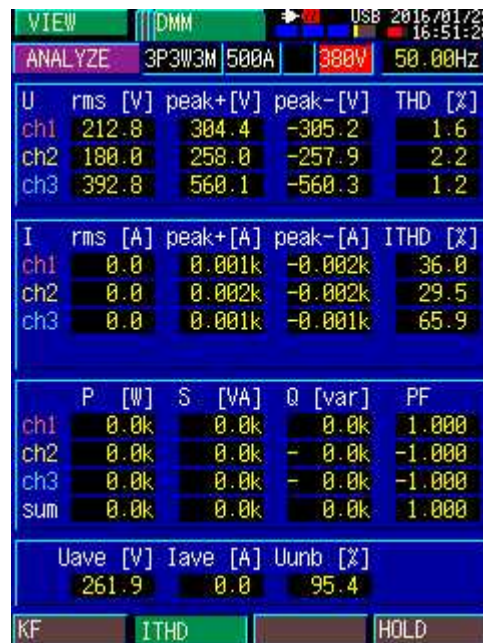 VIEW DMM USB 2016/01/2
16:51:2
ANALYZE 3P3W3M 500A 380V 50.00Hz
U rms [V] peak+[V] peak-[V] THD [%]
ch1 212.8 304.4 -305.2 1.6
ch2 180.0 258.0 -257.9 2.2
ch3 392.8 560.1 -560.3 1.2
I rms [A] peak+[A] peak-[A] ITHD [%]
ch1 0.0 0.001k -0.002k 36.0
ch2 0.0 0.002k -0.002k 29.5
ch3 0.0 0.001k -0.001k 65.9
P [W] S [VA] Q [var] PF
ch1 0.0k 0.0k 0.0k 1.000
ch2 0.0k 0.0k - 0.0k -1.000
ch3 0.0k 0.0k - 0.0k -1.000
sum 0.0k 0.0k 0.0k 1.000
Uave [V] Iave [A] Uunb [%]
261.9 0.0 95.4
KF ITHD HOLD